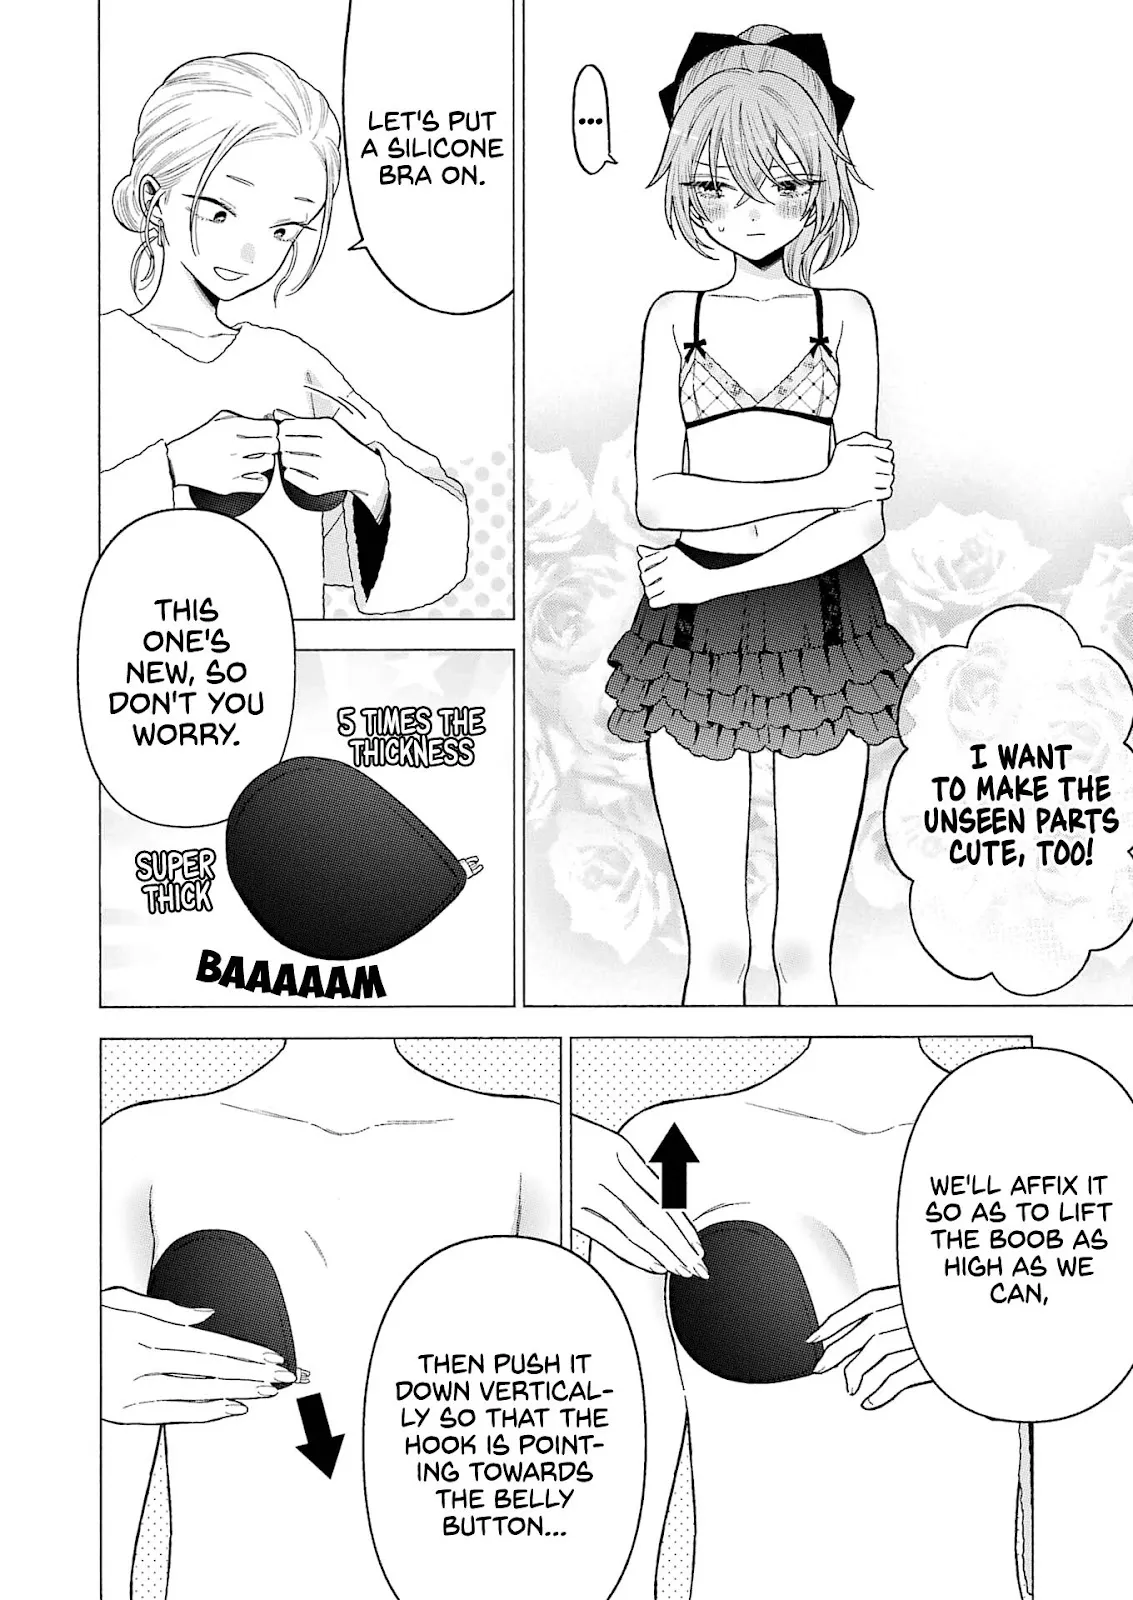 ...
I WANT
TO MAKE THE
UNSEEN PARTS
CUTE, TOO!
LET'S PUT
A SILICONE
BRA ON.
THIS
ONE'S
NEW, SO
DON'T YOU
WORRY.
5 TIMES THE
THICKNESS
SUPER
THICK
BAAAAAM
WE'LL AFFIX IT
SO AS TO LIFT
THE BOOB AS
HIGH AS WE
CAN,
THEN PUSH IT
DOWN VERTICAL-
LY SO THAT THE
HOOK IS POINT-
ING TOWARDS
THE BELLY
BUTTON...